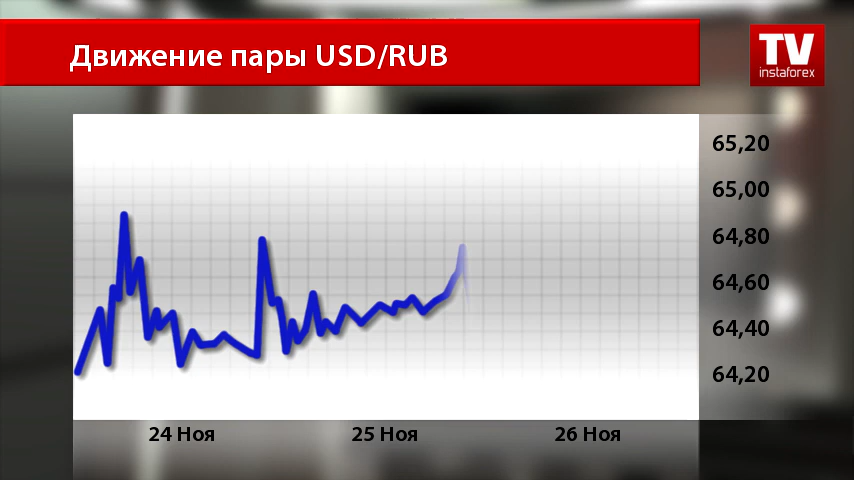 Движение пары USD/RUB
TV
instaforex
65,20
65,00
64,80
64,60
64,40
64,20
24 Ноя
25 Ноя
26 Ноя